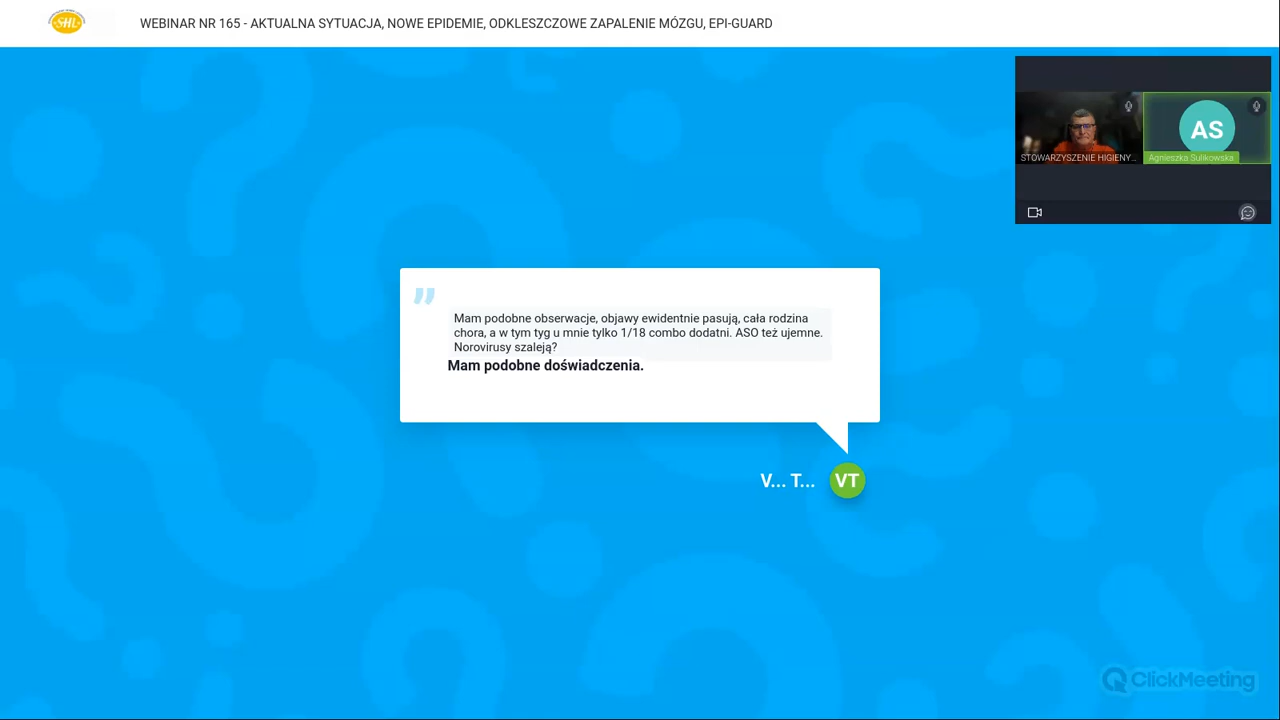 SHL
WEBINAR NR 165 - AKTUALNA SYTUACJA, NOWE EPIDEMIE, ODKLESZCZOWE ZAPALENIE MÓZGU, EPI-GUARD
STOWARZYSZENIE HIGIENY...
AS
Agnieszka Sulikowska
Mam podobne obserwacje, objawy ewidentnie pasują, cała rodzina
chora, a w tym tyg u mnie tylko 1/18 combo dodatni. ASO też ujemne.
Norovirusy szaleją?
Mam podobne doświadczenia.
V... T...
VT
ClickMeeting